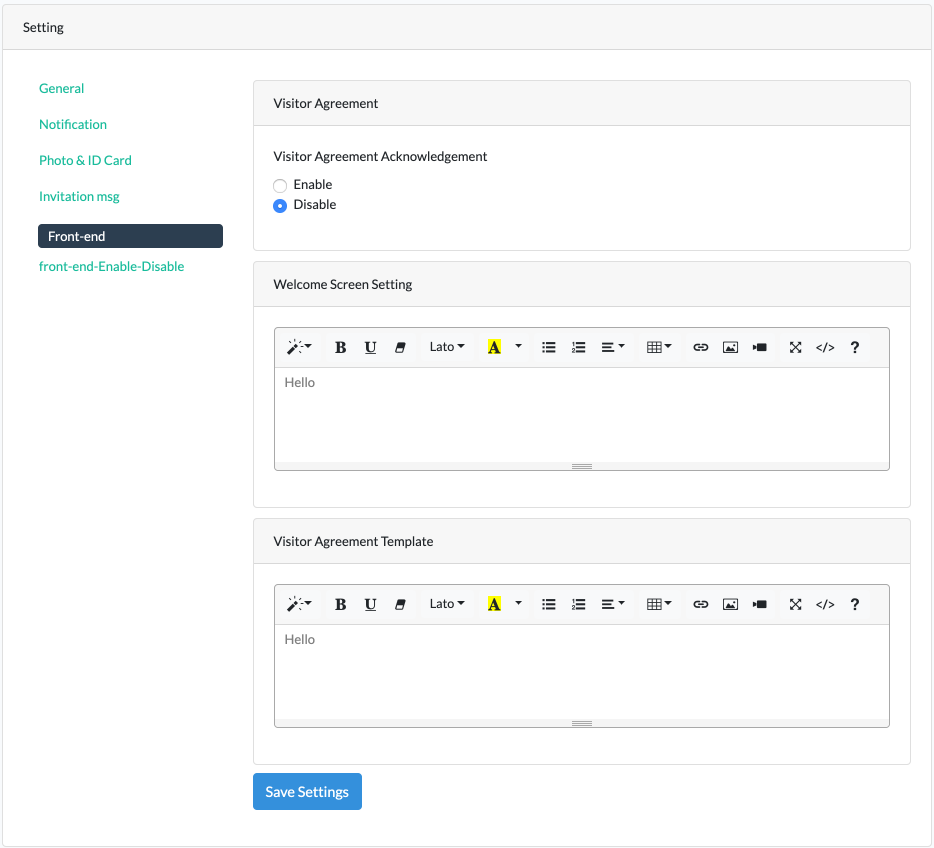 Setting
General
Notification
Photo & ID Card
Invitation msg
Front-end
front-end-Enable-Disable
Visitor Agreement
Visitor Agreement Acknowledgement
Enable
Disable
Welcome Screen Setting
B U Lato A </> ?
Hello
Visitor Agreement Template
B U Lato A </> ?
Hello
Save Settings